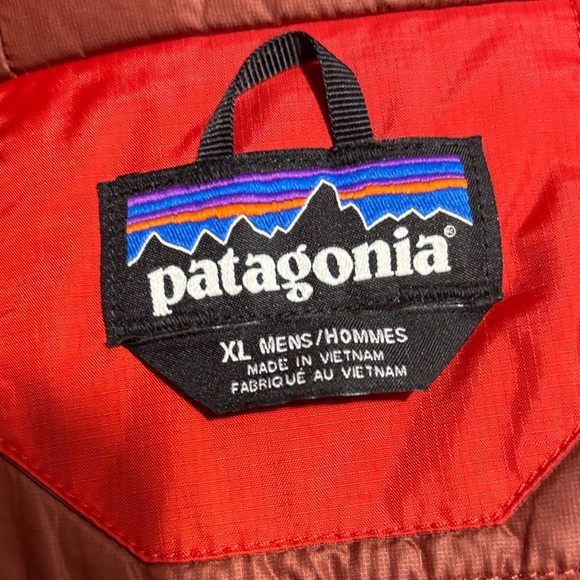 patagonia®
XL MENS/HOMMES
MADE IN VIETNAM
FABRIQUÉ AU VIETNAM